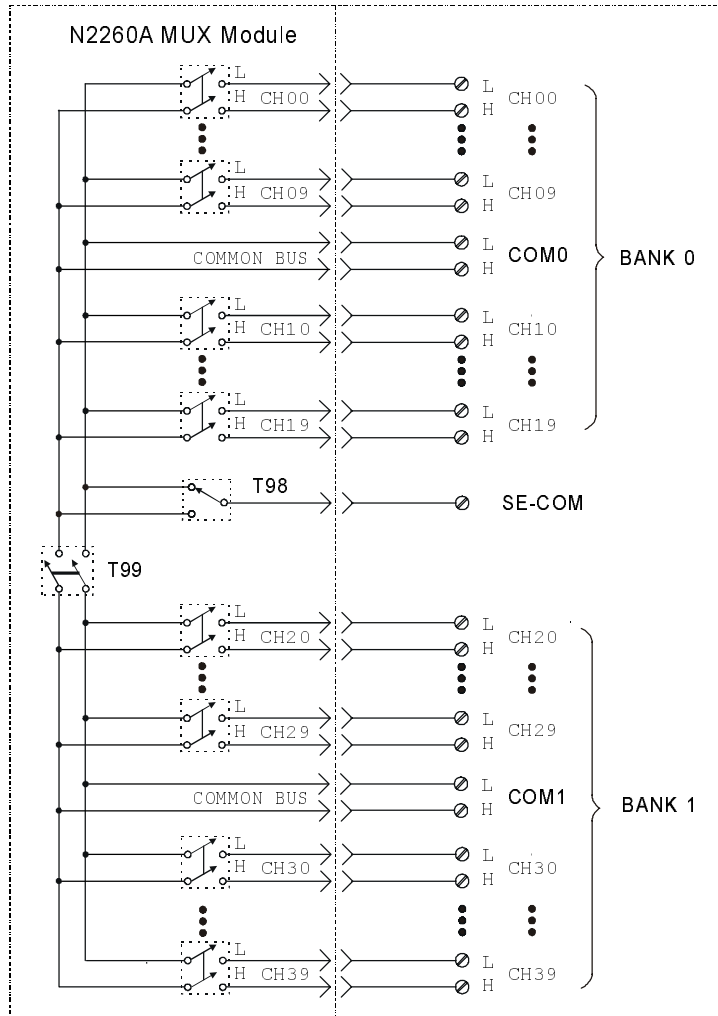 N2260A MUX Module
L
H CH00
L
H CH00
L
H CH09
L
H CH09
COMMON BUS
L
H
COM0
BANK 0
L
H CH10
L
H CH10
L
H CH19
L
H CH19
T98
SE-COM
T99
L
H CH20
L
H CH20
L
H CH29
L
H CH29
COMMON BUS
L
H
COM1
BANK 1
L
H CH30
L
H CH30
L
H CH39
L
H CH39